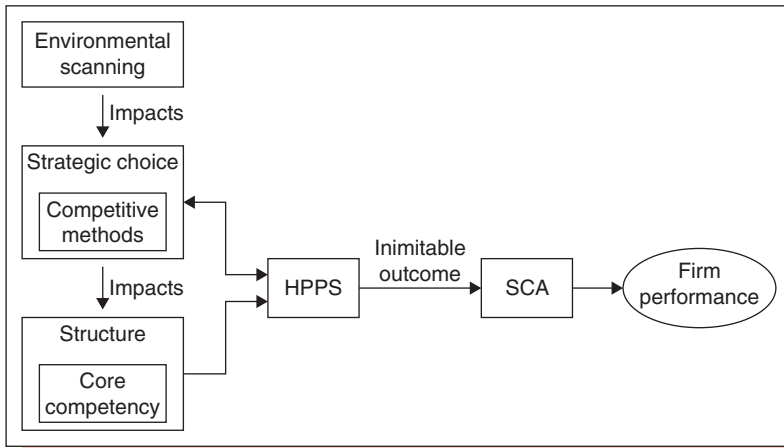 Environmental
scanning
Impacts
Strategic choice
Competitive
methods
Impacts
Structure
Core
competency
HPPS
Inimitable
outcome
SCA
Firm
performance